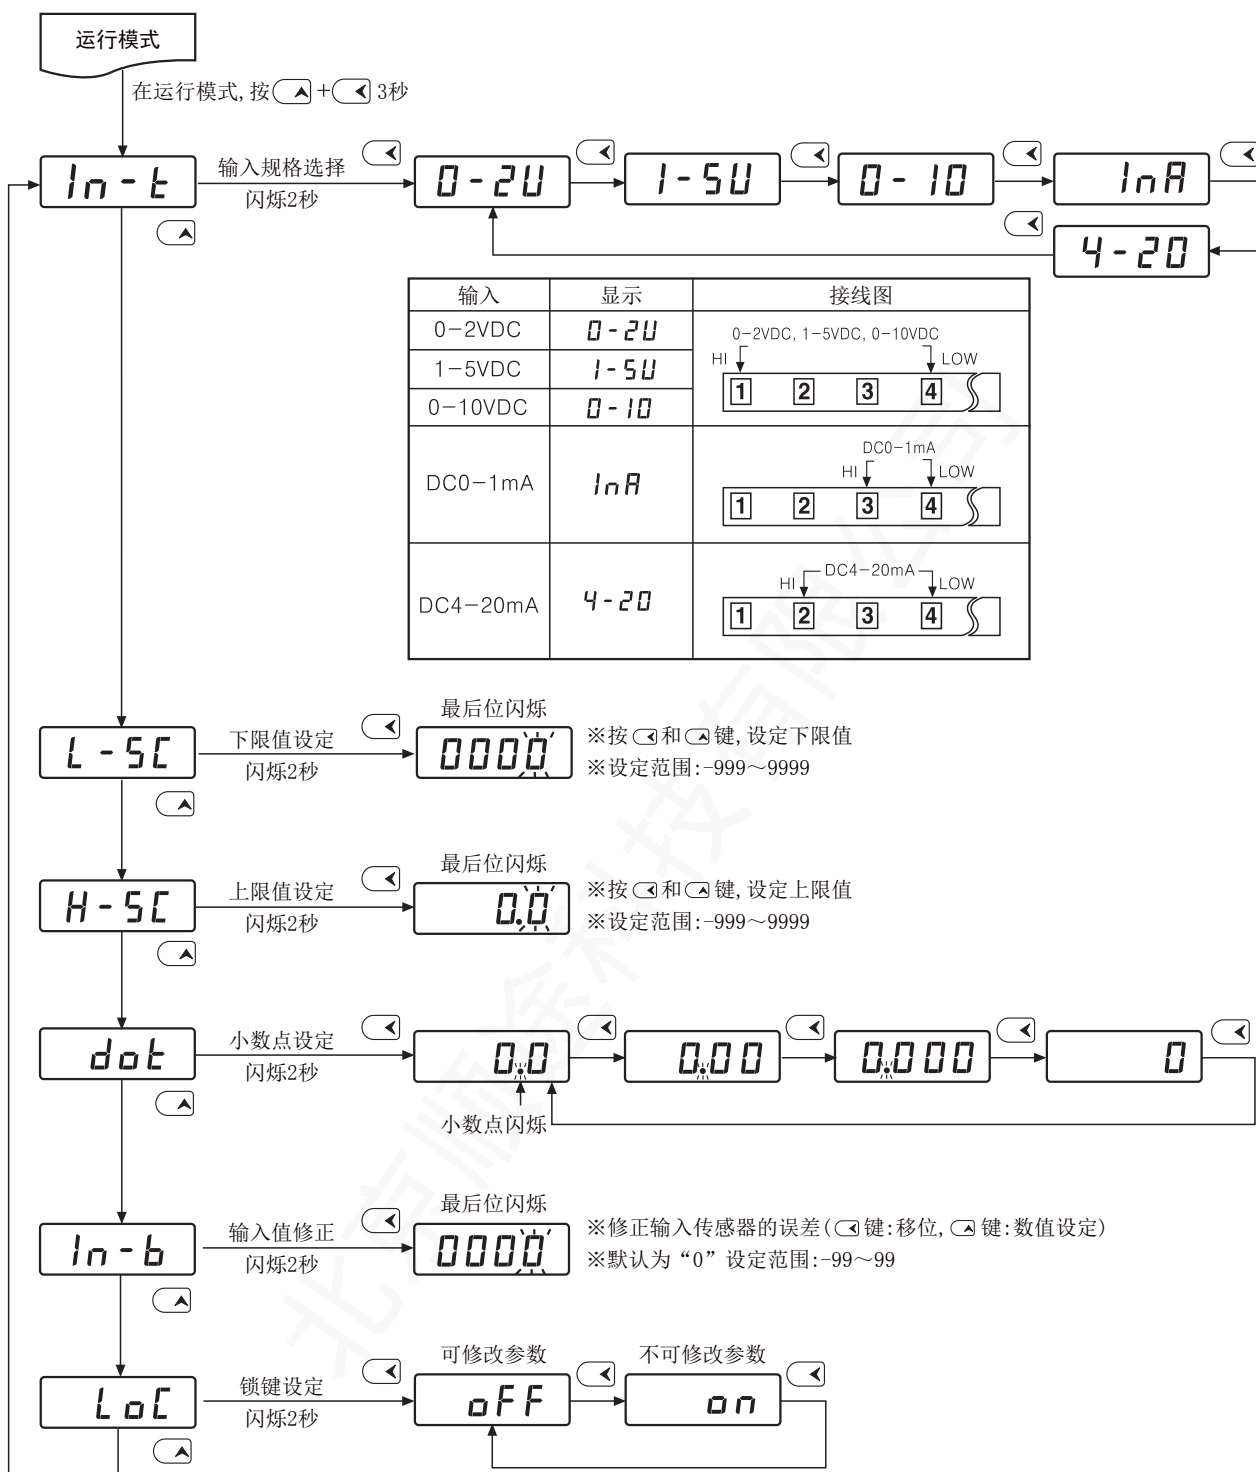 运行模式
在运行模式,按 + 3秒
In-t
输入规格选择
闪烁2秒
0-2U
1-5U
0-10
1nA
4-20
输入 显示 接线图
0-2VDC 0-2U
1-5VDC 1-5U
0-10VDC 0-10
0-2VDC, 1-5VDC, 0-10VDC
HI LOW
1 2 3 4
DC0-1mA 1nA
DC0-1mA
HI LOW
1 2 3 4
DC4-20mA 4-20
HI DC4-20mA LOW
1 2 3 4
L-SC
下限值设定
闪烁2秒
最后位闪烁
0000
※按 和 键,设定下限值
※设定范围:-999～9999
H-SC
上限值设定
闪烁2秒
最后位闪烁
0.0
※按 和 键,设定上限值
※设定范围:-999～9999
dot
小数点设定
闪烁2秒
0.0
0.00
0.000
0
小数点闪烁
In-b
输入值修正
闪烁2秒
最后位闪烁
0000
※修正输入传感器的误差( 键:移位, 键:数值设定)
※默认为“0”设定范围:-99～99
LoC
锁键设定
闪烁2秒
可修改参数
oFF
不可修改参数
on
北京顺途科技有限公司